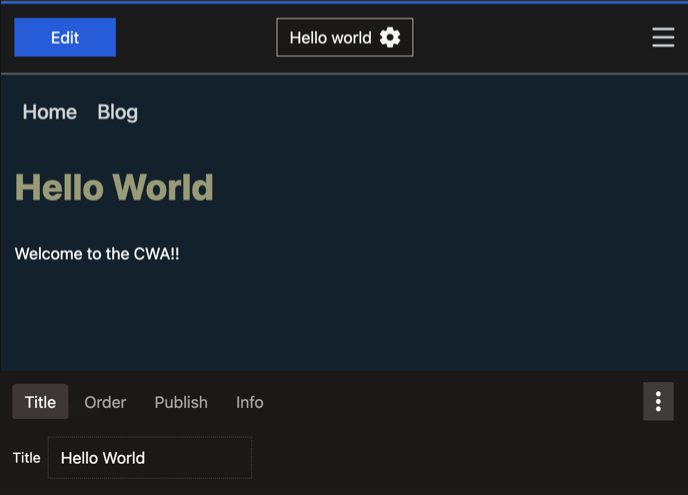 Edit
Hello world
Home Blog
Hello World
Welcome to the CWA!!
Title Order Publish Info
Title Hello World